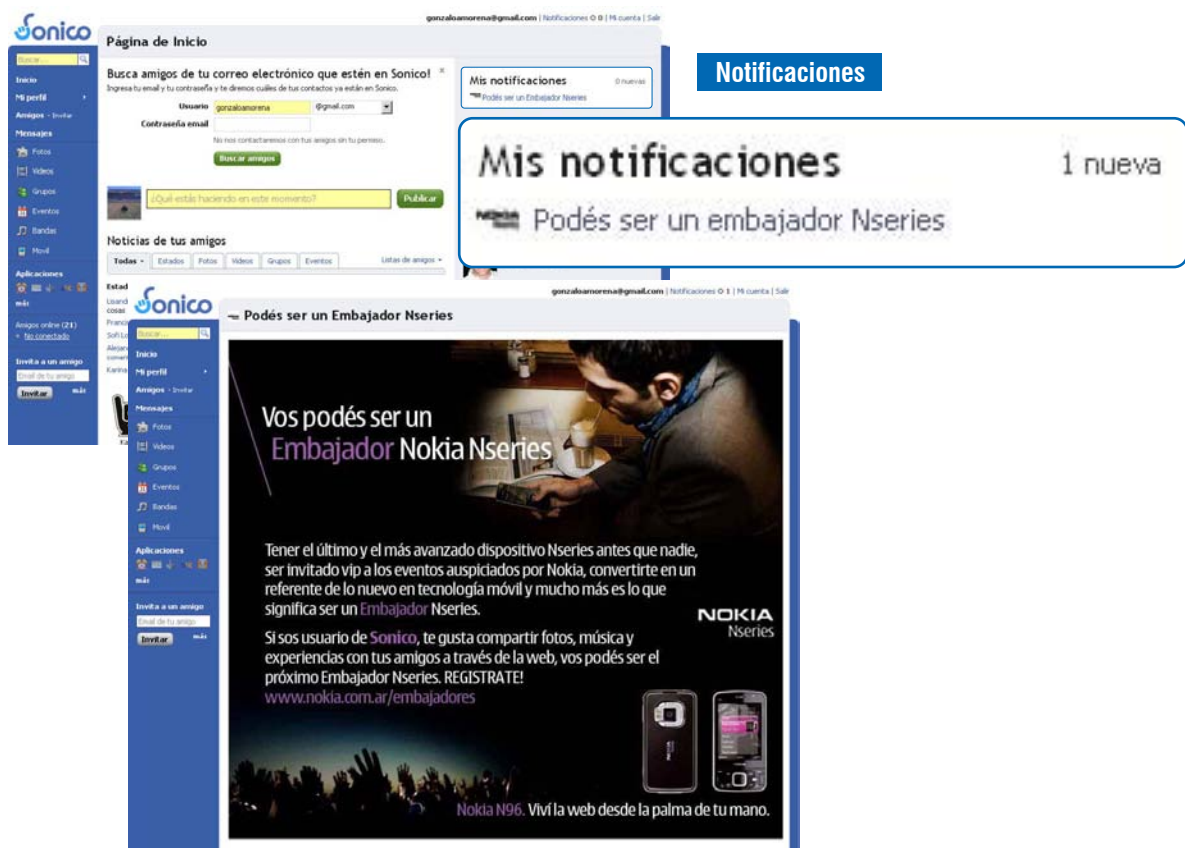 Sonico
gonzaloamorena@gmail.com | Notificaciones 0 | Mi cuenta | Salir
Página de Inicio
Buscar...
Inicio
Mi perfil
Amigos - Invitar
Mensajes
Fotos
Videos
Grupos
Eventos
Bandas
Movil
Aplicaciones
más
Amigos online (21)
No conectado
Invita a un amigo
Email de tu amigo
Invitar más
Busca amigos de tu correo electrónico que estén en Sonico!
Ingresa tu email y tu contraseña y te diremos cuáles de tus contactos ya están en Sonico.
Usuario gonzaloamorena @gmail.com
Contraseña email
No nos contactaremos con tus amigos sin tu permiso.
Buscar amigos
¿Qué estás haciendo en este momento? Publicar
Noticias de tus amigos
Todas Estados Fotos Videos Grupos Eventos Listas de amigos
Mis notificaciones 0 nuevas
Podés ser un Embajador Nseries
Notificaciones
Mis notificaciones 1 nueva
NOKIA Podés ser un embajador Nseries
Estad
cosas
Karina
Sonico
gonzaloamorena@gmail.com | Notificaciones 1 | Mi cuenta | Salir
Podés ser un Embajador Nseries
Buscar...
Inicio
Mi perfil
Amigos - Invitar
Mensajes
Fotos
Videos
Grupos
Eventos
Bandas
Movil
Aplicaciones
más
Invita a un amigo
Email de tu amigo
Invitar más
Vos podés ser un
Embajador Nokia Nseries
Tener el último y el más avanzado dispositivo Nseries antes que nadie,
ser invitado vip a los eventos auspiciados por Nokia, convertirte en un
referente de lo nuevo en tecnología móvil y mucho más es lo que
significa ser un Embajador Nseries.
Si sos usuario de Sonico, te gusta compartir fotos, música y
experiencias con tus amigos a través de la web, vos podés ser el
próximo Embajador Nseries. REGISTRATE!
www.nokia.com.ar/embajadores
NOKIA
Nseries
Nokia N96. Viví la web desde la palma de tu mano.